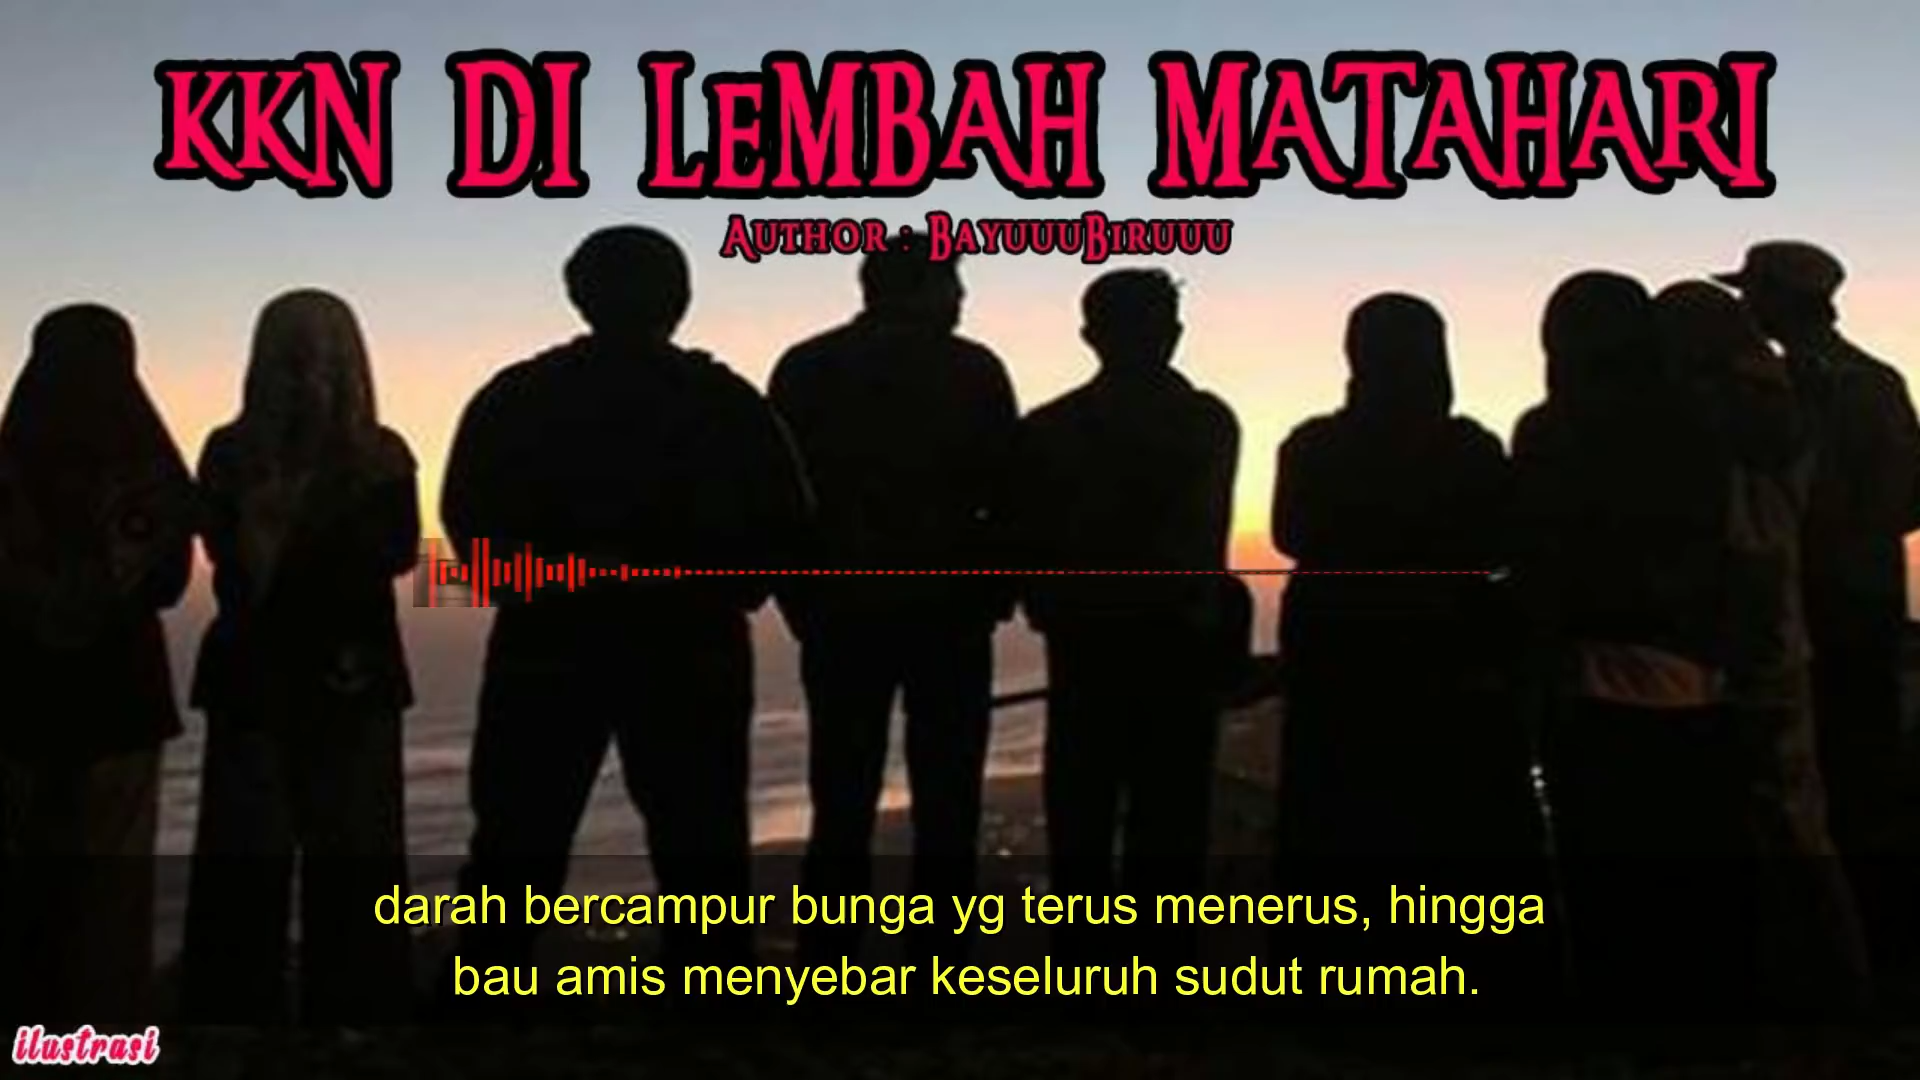 KKN DI LeMBAH MATAHARI
AUTHOR : BAYUUUBIRUUU
darah bercampur bunga yg terus menerus, hingga
bau amis menyebar keseluruh sudut rumah.
ilustrasi